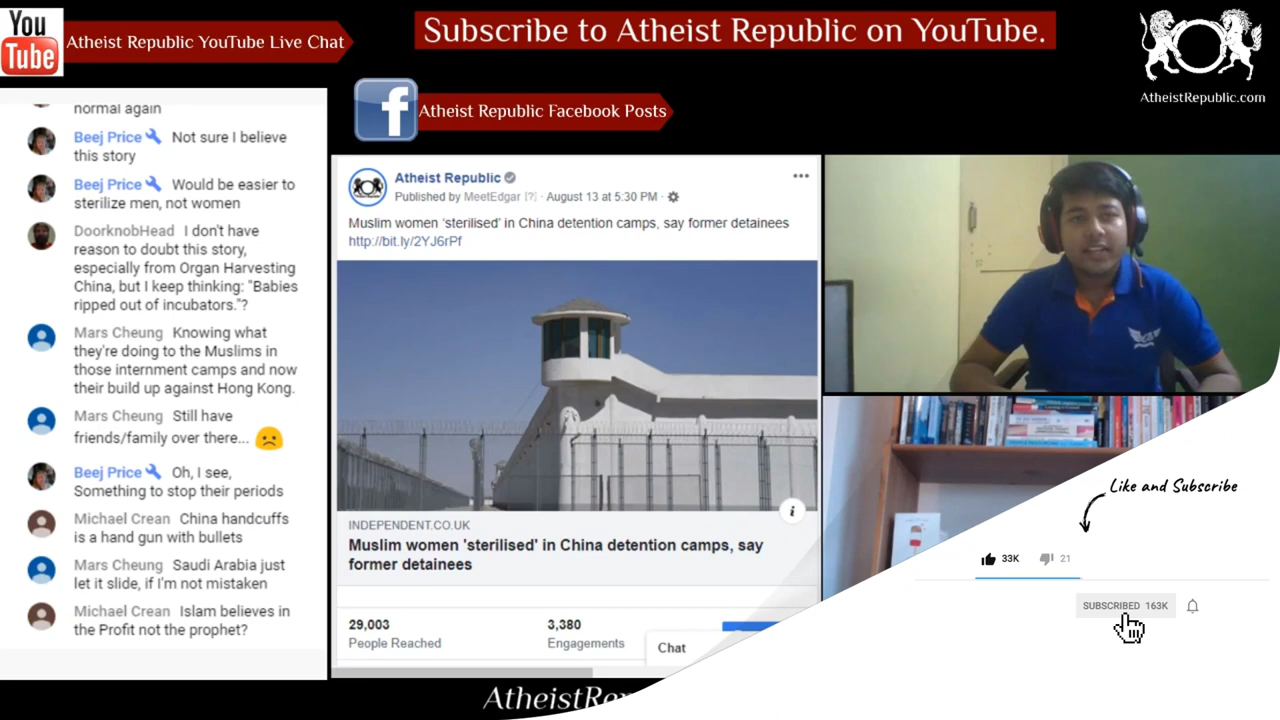 You
Tube
Atheist Republic YouTube Live Chat
Subscribe to Atheist Republic on YouTube.
AtheistRepublic.com
f
Atheist Republic Facebook Posts
normal again
Beej Price Not sure I believe
this story
Beej Price Would be easier to
sterilize men, not women
DoorknobHead I don't have
reason to doubt this story,
especially from Organ Harvesting
China, but I keep thinking: "Babies
ripped out of incubators."?
Mars Cheung Knowing what
they're doing to the Muslims in
those internment camps and now
their build up against Hong Kong.
Mars Cheung Still have
friends/family over there...
Beej Price Oh, I see,
Something to stop their periods
Michael Crean China handcuffs
is a hand gun with bullets
Mars Cheung Saudi Arabia just
let it slide, if I'm not mistaken
Michael Crean Islam believes in
the Profit not the prophet?
Atheist Republic
Published by MeetEdgar [?] · August 13 at 5:30 PM ·
Muslim women 'sterilised' in China detention camps, say former detainees
http://bit.ly/2YJ6rPf
i
INDEPENDENT.CO.UK
Muslim women 'sterilised' in China detention camps, say
former detainees
29,003
People Reached
3,380
Engagements
Chat
Like and Subscribe
33K
21
SUBSCRIBED 163K
AtheistRe